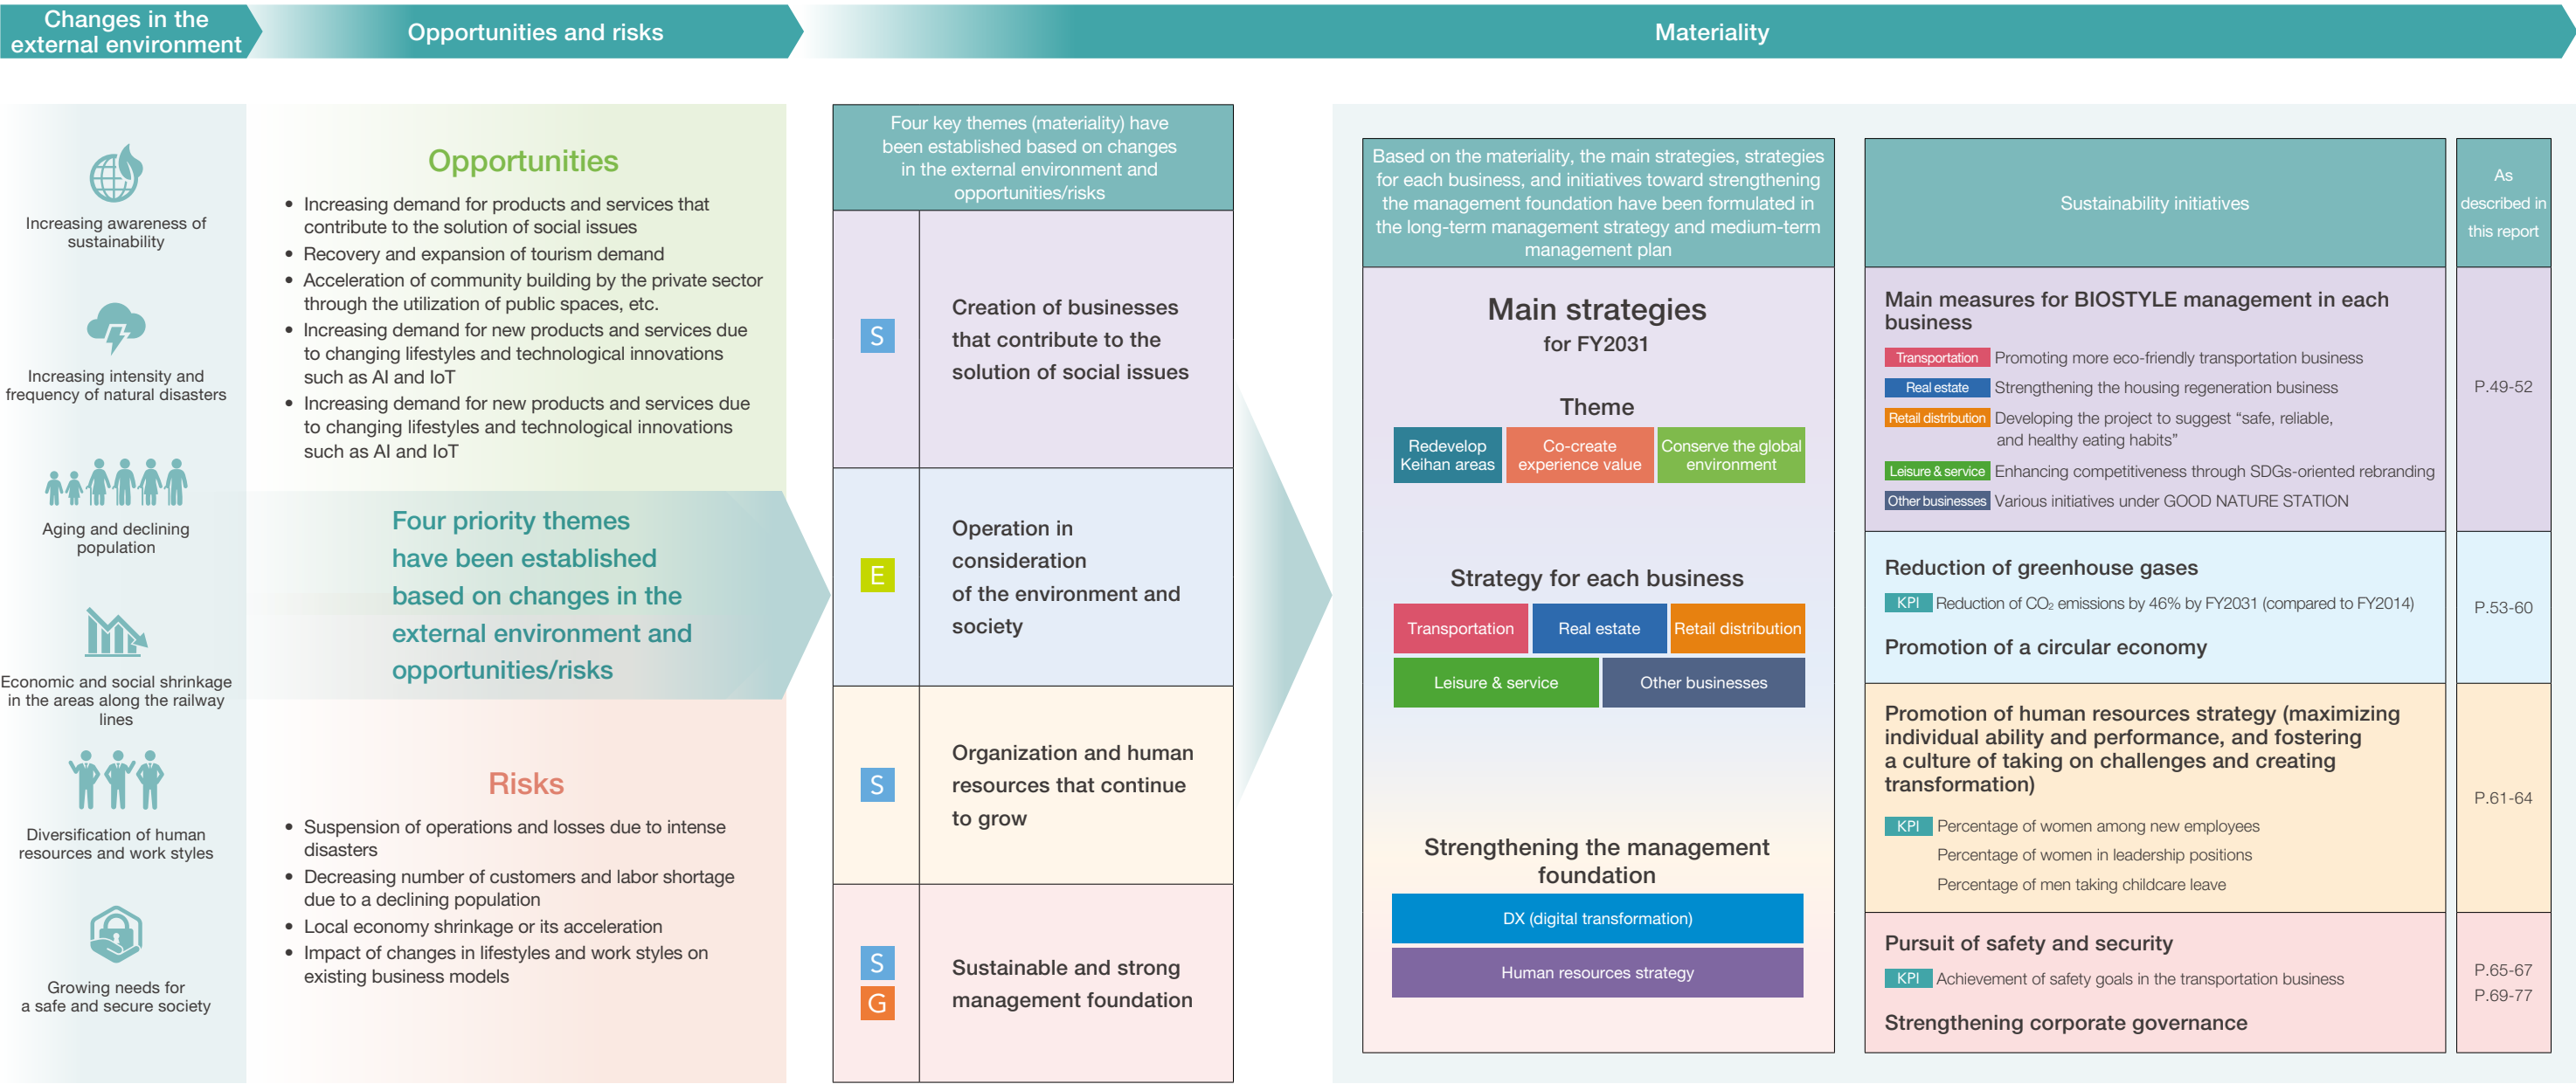 Changes in the
external environment
Opportunities and risks
Materiality
Increasing awareness of
sustainability
Increasing intensity and
frequency of natural disasters
Aging and declining
population
Economic and social shrinkage
in the areas along the railway
lines
Diversification of human
resources and work styles
Growing needs for
a safe and secure society
Opportunities
• Increasing demand for products and services that
contribute to the solution of social issues
• Recovery and expansion of tourism demand
• Acceleration of community building by the private sector
through the utilization of public spaces, etc.
• Increasing demand for new products and services due
to changing lifestyles and technological innovations
such as AI and IoT
• Increasing demand for new products and services due
to changing lifestyles and technological innovations
such as AI and IoT
Four priority themes
have been established
based on changes in the
external environment and
opportunities/risks
Risks
• Suspension of operations and losses due to intense
disasters
• Decreasing number of customers and labor shortage
due to a declining population
• Local economy shrinkage or its acceleration
• Impact of changes in lifestyles and work styles on
existing business models
Four key themes (materiality) have
been established based on changes
in the external environment and
opportunities/risks
S
Creation of businesses
that contribute to the
solution of social issues
E
Operation in
consideration
of the environment and
society
S
Organization and human
resources that continue
to grow
S
G
Sustainable and strong
management foundation
Based on the materiality, the main strategies, strategies
for each business, and initiatives toward strengthening
the management foundation have been formulated in
the long-term management strategy and medium-term
management plan
Main strategies
for FY2031
Theme
Redevelop
Keihan areas
Co-create
experience value
Conserve the global
environment
Strategy for each business
Transportation
Real estate
Retail distribution
Leisure & service
Other businesses
Strengthening the management
foundation
DX (digital transformation)
Human resources strategy
Sustainability initiatives
Main measures for BIOSTYLE management in each
business
Transportation Promoting more eco-friendly transportation business
Real estate Strengthening the housing regeneration business
Retail distribution Developing the project to suggest “safe, reliable,
and healthy eating habits”
Leisure & service Enhancing competitiveness through SDGs-oriented rebranding
Other businesses Various initiatives under GOOD NATURE STATION
Reduction of greenhouse gases
KPI Reduction of CO₂ emissions by 46% by FY2031 (compared to FY2014)
Promotion of a circular economy
Promotion of human resources strategy (maximizing
individual ability and performance, and fostering
a culture of taking on challenges and creating
transformation)
KPI Percentage of women among new employees
Percentage of women in leadership positions
Percentage of men taking childcare leave
Pursuit of safety and security
KPI Achievement of safety goals in the transportation business
Strengthening corporate governance
As
described in
this report
P.49-52
P.53-60
P.61-64
P.65-67
P.69-77